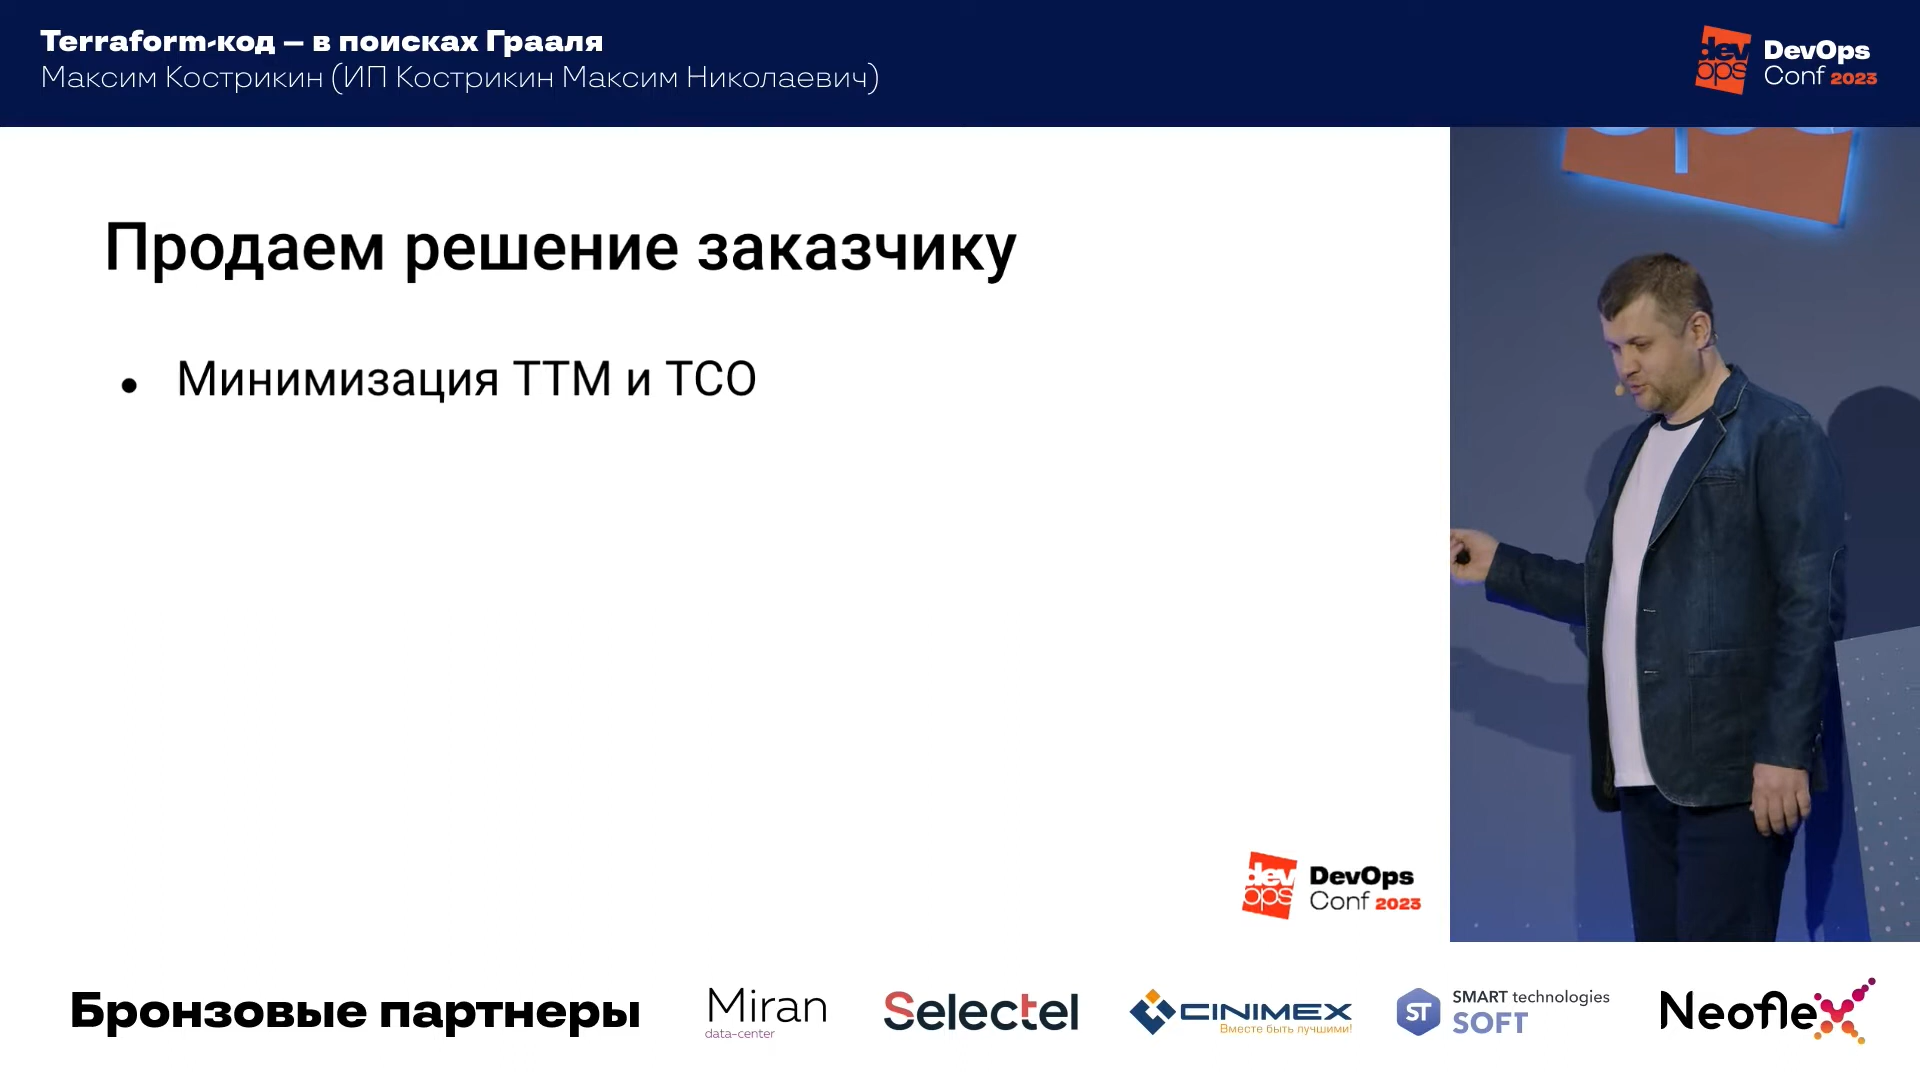 Terraform-код – в поисках Грааля
Максим Кострикин (ИП Кострикин Максим Николаевич)
dev
ops
DevOps
Conf 2023
Продаем решение заказчику
• Минимизация TTM и TCO
dev
ops
DevOps
Conf 2023
Бронзовые партнеры
Miran
data-center
Selectel
CINIMEX
Вместе быть лучшими!
ST
SMART technologies
SOFT
Neoflex